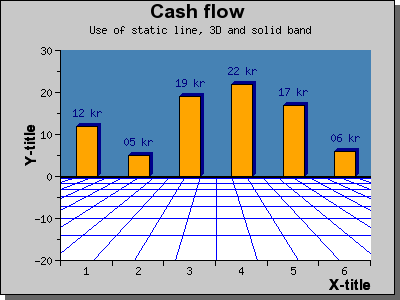 Cash flow
Use of static line, 3D and solid band
30
20
10
0
-10
-20
Y-title
12 kr
05 kr
19 kr
22 kr
17 kr
06 kr
1 2 3 4 5 6
X-title